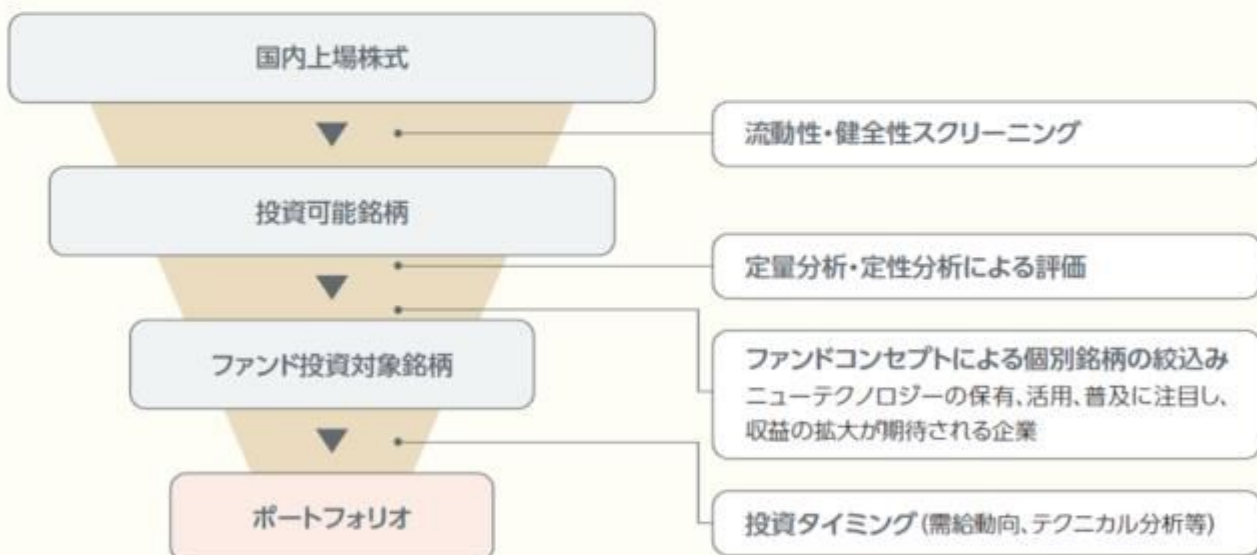 国内上場株式
流動性・健全性スクリーニング
投資可能銘柄
定量分析・定性分析による評価
ファンドコンセプトによる個別銘柄の絞込み
ニューテクノロジーの保有、活用、普及に注目し、
収益の拡大が期待される企業
ファンド投資対象銘柄
投資タイミング(需給動向、テクニカル分析等)
ポートフォリオ